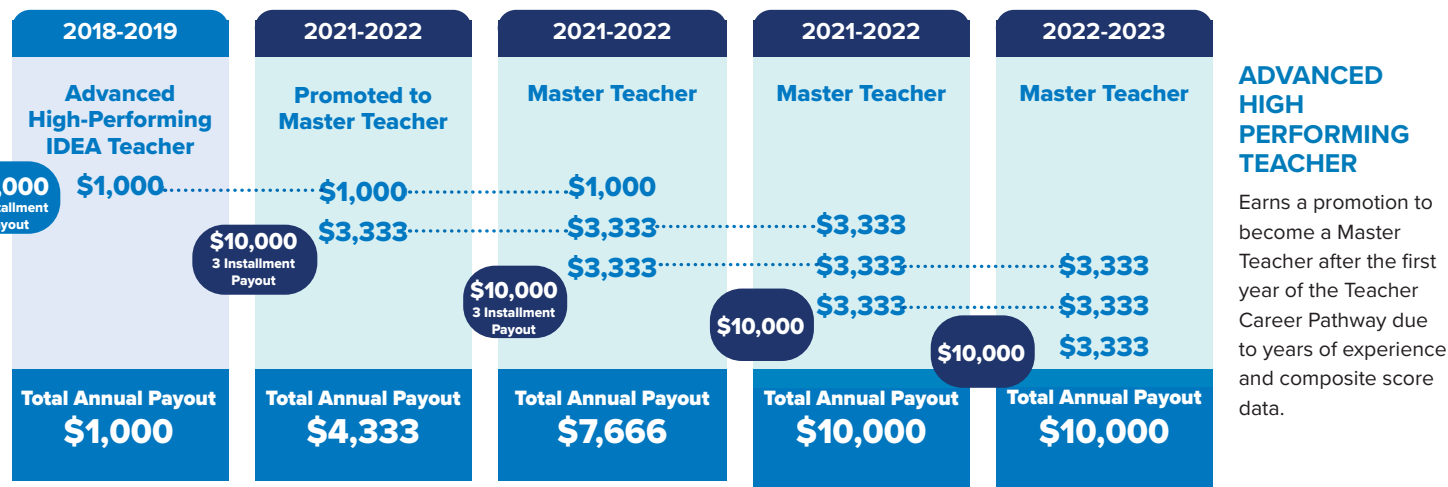 2018-2019
Advanced
High-Performing
IDEA Teacher
$1,000
Total Annual Payout
$1,000
2021-2022
Promoted to
Master Teacher
$1,000
$3,333
$10,000
3 Installment
Payout
Total Annual Payout
$4,333
2021-2022
Master Teacher
$1,000
$3,333
$3,333
$10,000
3 Installment
Payout
Total Annual Payout
$7,666
2021-2022
Master Teacher
$3,333
$3,333
$3,333
$10,000
Total Annual Payout
$10,000
2022-2023
Master Teacher
$3,333
$3,333
$3,333
$10,000
Total Annual Payout
$10,000
ADVANCED
HIGH
PERFORMING
TEACHER
Earns a promotion to
become a Master
Teacher after the first
year of the Teacher
Career Pathway due
to years of experience
and composite score
data.